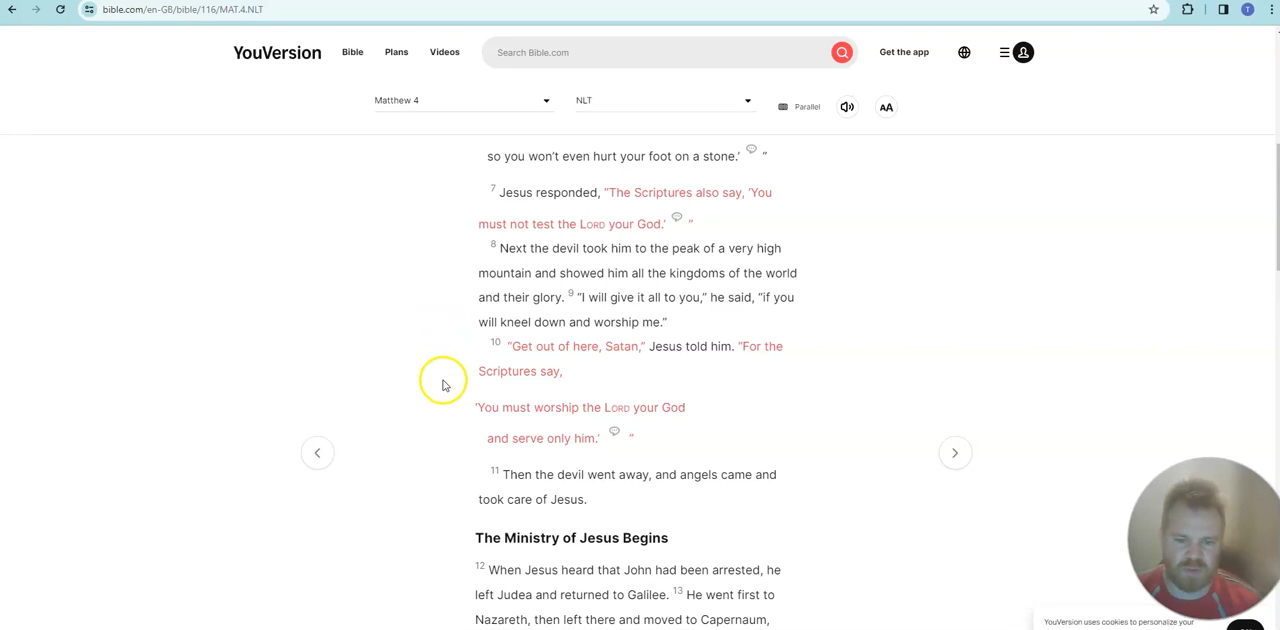 bible.com/en-GB/bible/116/MAT.4.NLT
T
YouVersion Bible Plans Videos Search Bible.com Get the app
Matthew 4 NLT Parallel AA
so you won’t even hurt your foot on a stone.’ ”
7 Jesus responded, “The Scriptures also say, ‘You
must not test the LORD your God.’ ”
8 Next the devil took him to the peak of a very high
mountain and showed him all the kingdoms of the world
and their glory. 9 “I will give it all to you,” he said, “if you
will kneel down and worship me.”
10 “Get out of here, Satan,” Jesus told him. “For the
Scriptures say,
‘You must worship the LORD your God
and serve only him.’ ”
11 Then the devil went away, and angels came and
took care of Jesus.
The Ministry of Jesus Begins
12 When Jesus heard that John had been arrested, he
left Judea and returned to Galilee. 13 He went first to
Nazareth, then left there and moved to Capernaum,
YouVersion uses cookies to personalize your